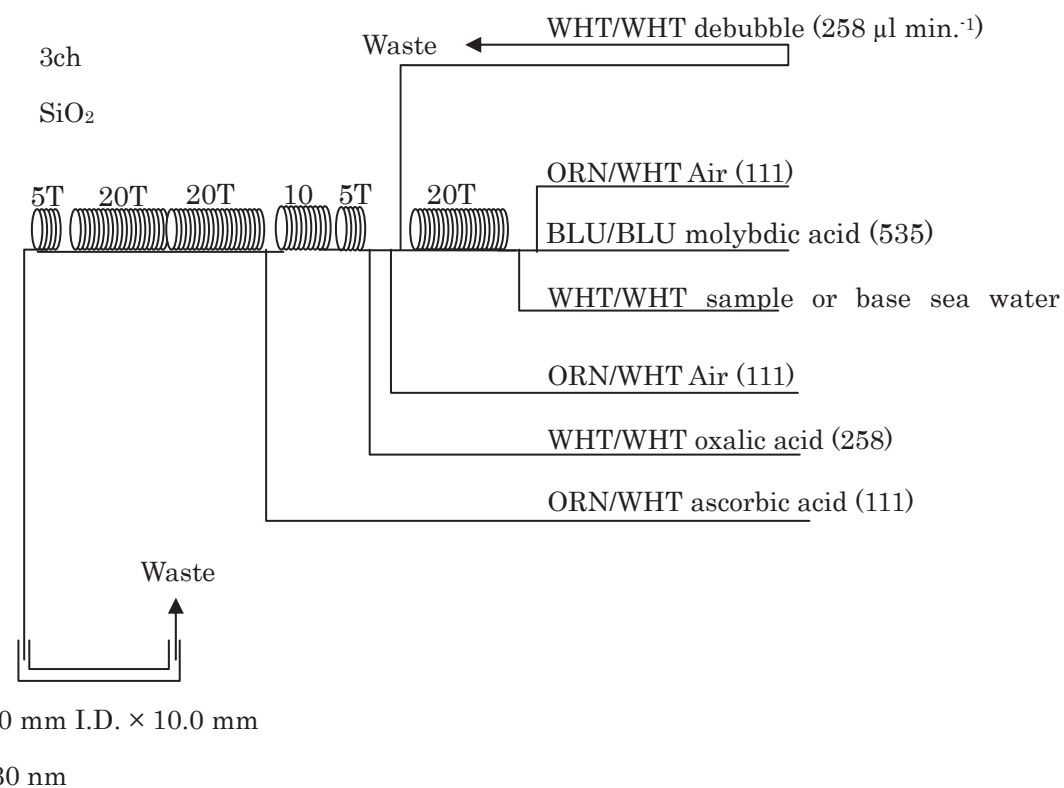 WHT/WHT debubble (258 µl min.⁻¹)
Waste
3ch
SiO₂
ORN/WHT Air (111)
5T 20T 20T 10 5T 20T
BLU/BLU molybdic acid (535)
WHT/WHT sample or base sea water
ORN/WHT Air (111)
WHT/WHT oxalic acid (258)
ORN/WHT ascorbic acid (111)
Waste
0 mm I.D. × 10.0 mm
30 nm